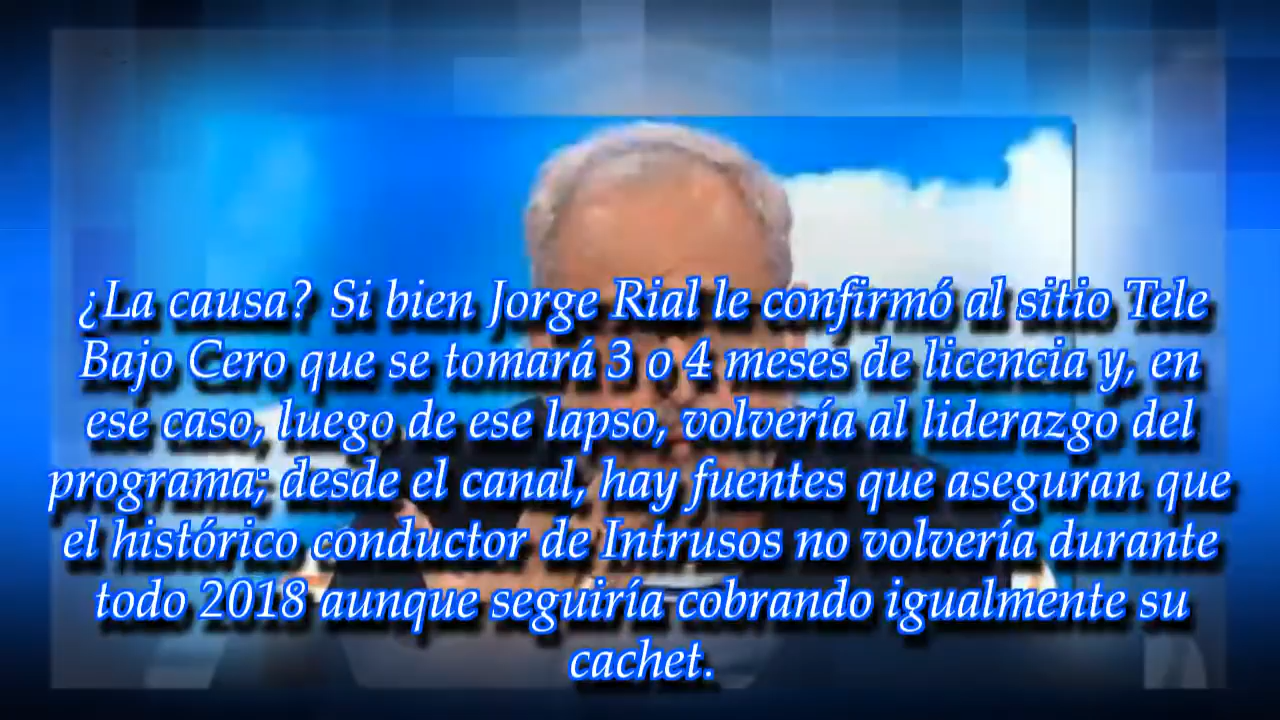 ¿La causa? Si bien Jorge Rial le confirmó al sitio Tele
Bajo Cero que se tomará 3 o 4 meses de licencia y, en
ese caso, luego de ese lapso, volvería al liderazgo del
programa; desde el canal, hay fuentes que aseguran que
el histórico conductor de Intrusos no volvería durante
todo 2018 aunque seguiría cobrando igualmente su
cachet.